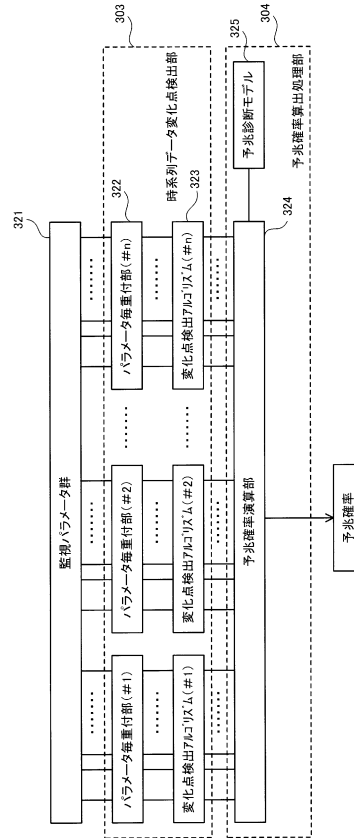 321
監視パラメータ群
303
322
パラメータ毎重付部(#1)
パラメータ毎重付部(#2)
パラメータ毎重付部(#n)
時系列データ変化点検出部
323
変化点検出アルゴリズム(#1)
変化点検出アルゴリズム(#2)
変化点検出アルゴリズム(#n)
304
325
予兆診断モデル
324
予兆確率演算部
予兆確率算出処理部
予兆確率